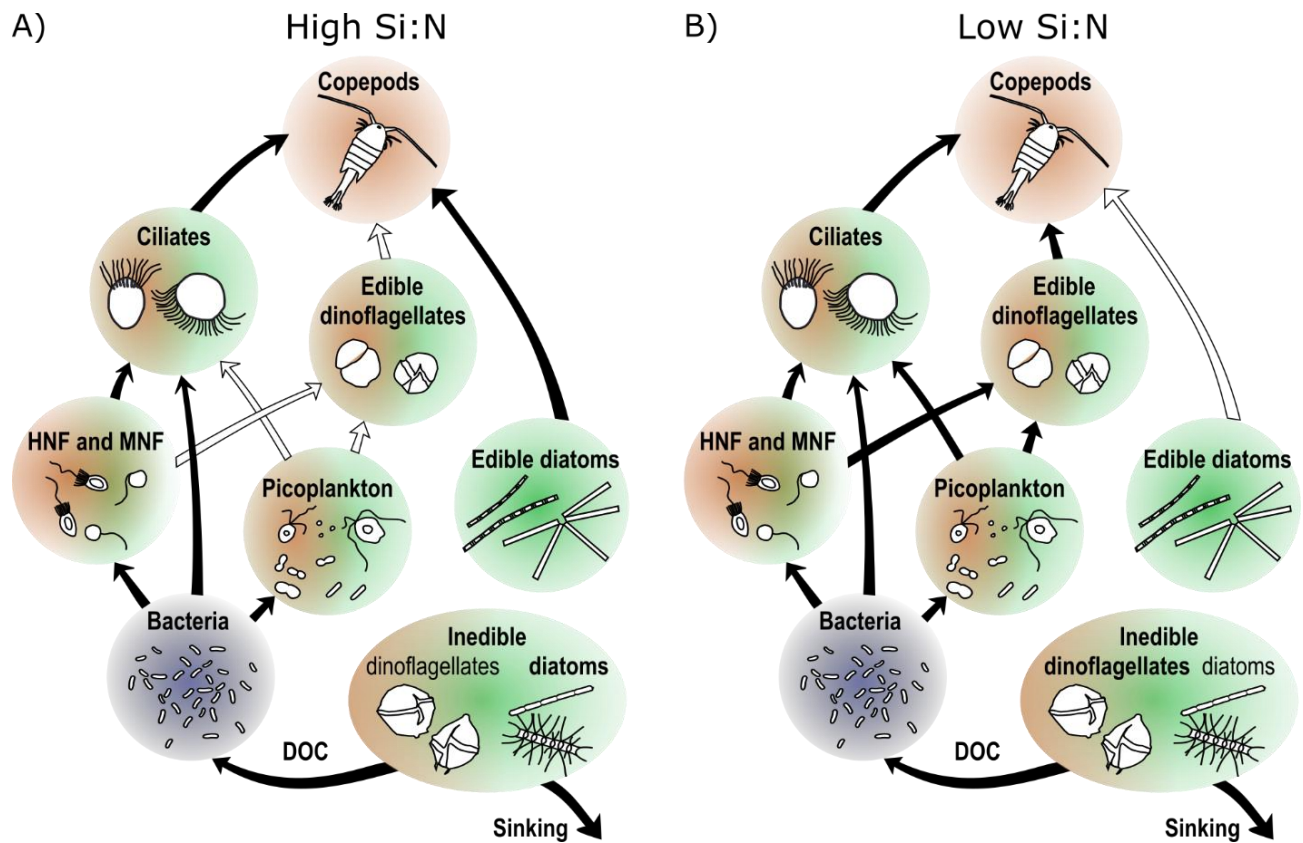 A)
High Si:N
Copepods
Ciliates
Edible
dinoflagellates
HNF and MNF
Picoplankton
Edible diatoms
Bacteria
Inedible
dinoflagellates diatoms
DOC
Sinking
B)
Low Si:N
Copepods
Ciliates
Edible
dinoflagellates
HNF and MNF
Picoplankton
Edible diatoms
Bacteria
Inedible
dinoflagellates diatoms
DOC
Sinking